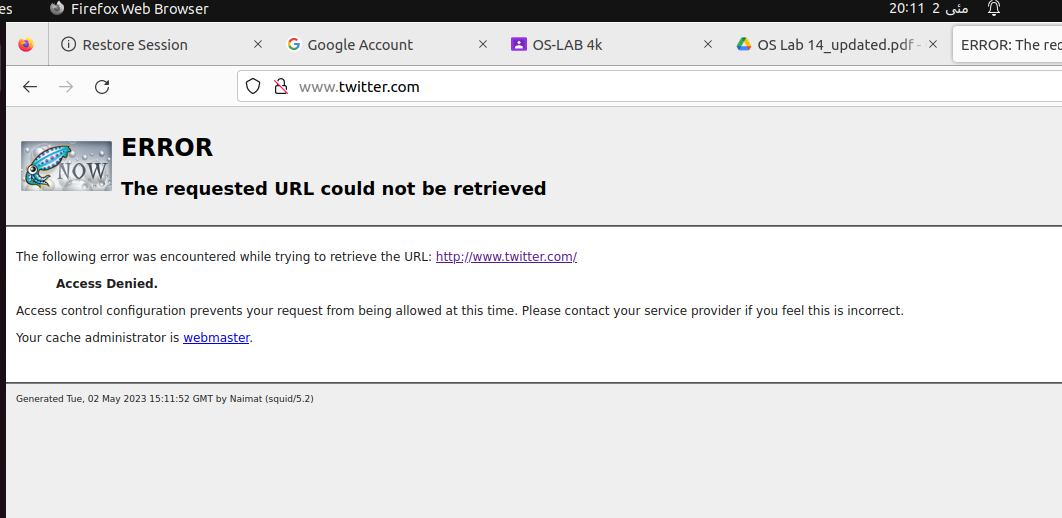 es Firefox Web Browser 20:11 2 مئی
Restore Session × Google Account × OS-LAB 4k × OS Lab 14_updated.pdf - × ERROR: The rec
www.twitter.com
NOW
ERROR
The requested URL could not be retrieved
The following error was encountered while trying to retrieve the URL: http://www.twitter.com/
Access Denied.
Access control configuration prevents your request from being allowed at this time. Please contact your service provider if you feel this is incorrect.
Your cache administrator is webmaster.
Generated Tue, 02 May 2023 15:11:52 GMT by Naimat (squid/5.2)